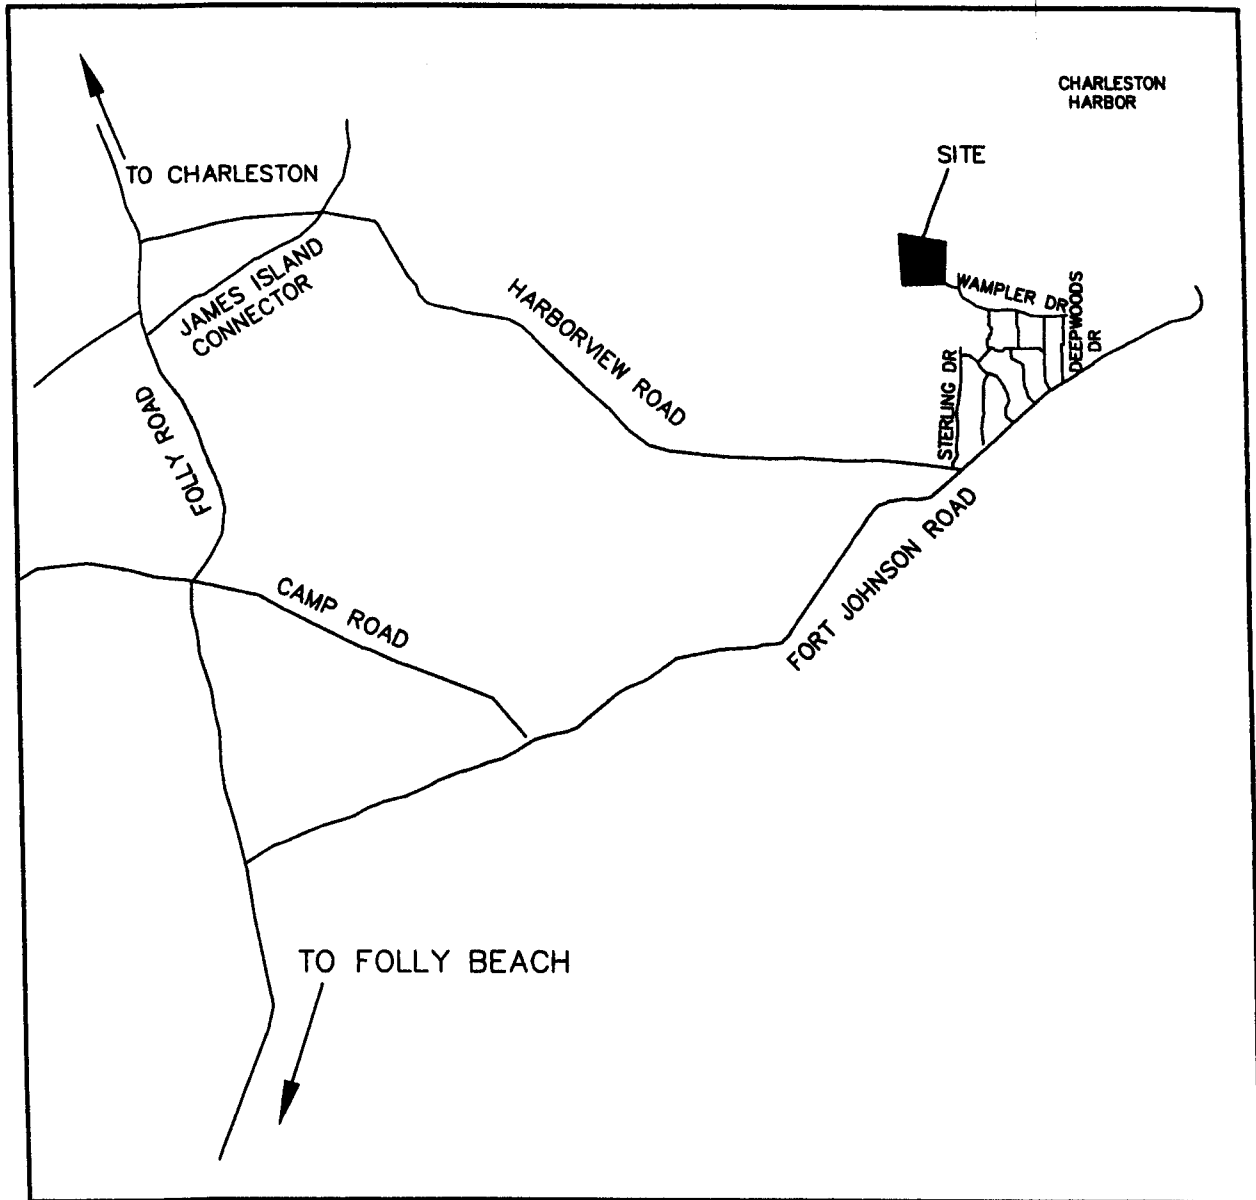 CHARLESTON
HARBOR
SITE
TO CHARLESTON
JAMES ISLAND
CONNECTOR
HARBORVIEW ROAD
WAMPLER DR
DEEPWOODS
DR
STERLING DR
FOLLY ROAD
CAMP ROAD
FORT JOHNSON ROAD
TO FOLLY BEACH